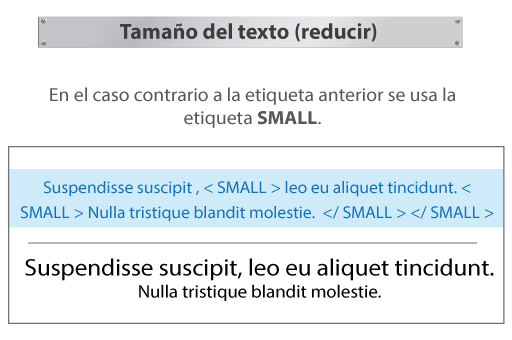 Tamaño del texto (reducir)
En el caso contrario a la etiqueta anterior se usa la
etiqueta SMALL.
Suspendisse suscipit , < SMALL > leo eu aliquet tincidunt. <
SMALL > Nulla tristique blandit molestie.  </ SMALL > </ SMALL >
Suspendisse suscipit, leo eu aliquet tincidunt.
Nulla tristique blandit molestie.